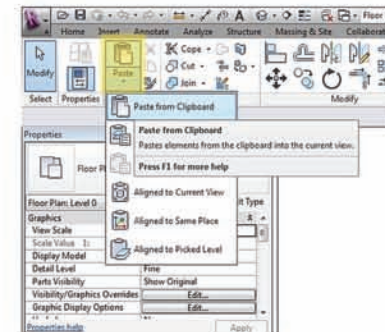 Floor
Home Insert Annotate Analyze Structure Massing & Site Collaborat
Modify
Paste
Cope
Cut
Join
Select Properties
Modify
Paste from Clipboard
Properties
Paste from Clipboard
Pastes elements from the clipboard into the current view.
Press F1 for more help
Floor Pl
Aligned to Current View
Floor Plan: Level 0
it Type
Graphics
Aligned to Same Place
View Scale
Scale Value 1:
Display Model
Aligned to Picked Level
Detail Level Fine
Parts Visibility Show Original
Visibility/Graphics Overrides Edit...
Graphic Display Options Edit...
Properties help Apply